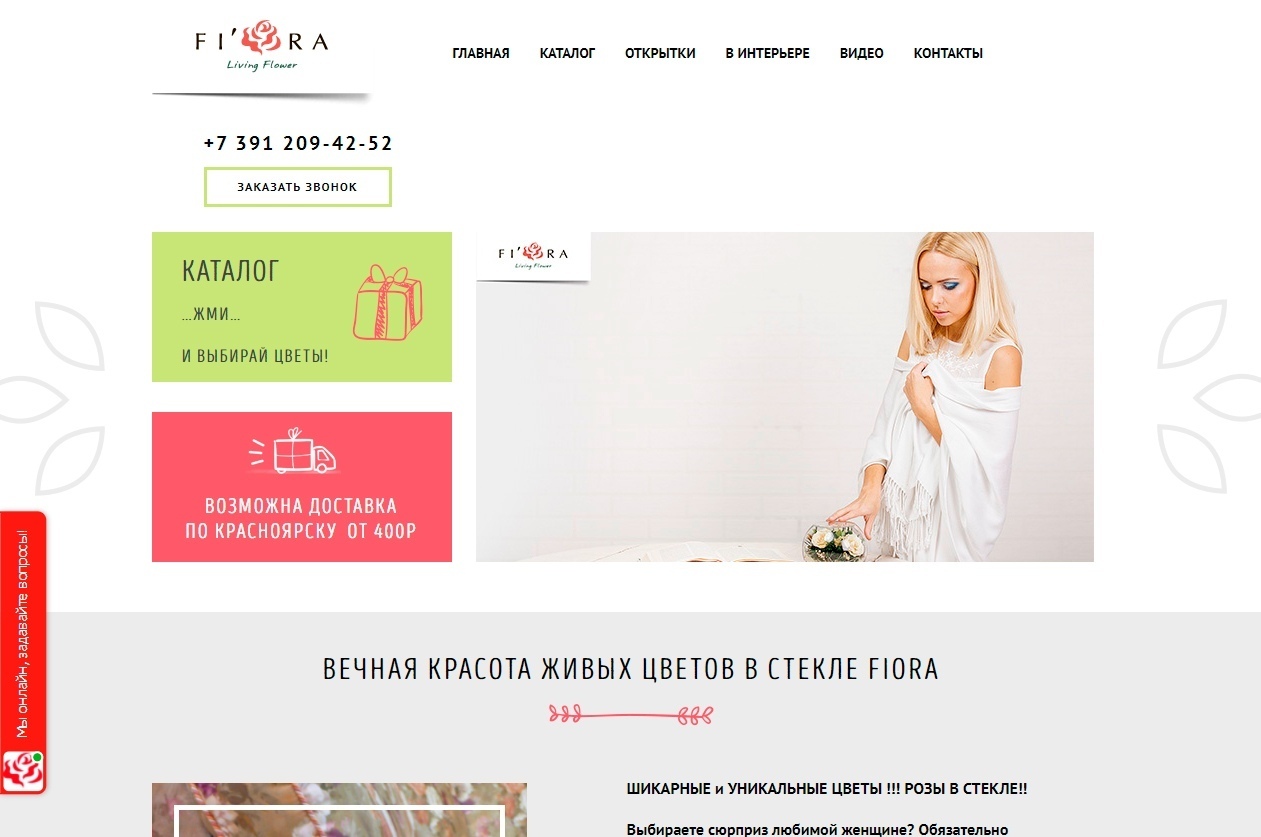 FI'RA
Living Flower
ГЛАВНАЯ КАТАЛОГ ОТКРЫТКИ В ИНТЕРЬЕРЕ ВИДЕО КОНТАКТЫ
+7 391 209-42-52
ЗАКАЗАТЬ ЗВОНОК
КАТАЛОГ
...ЖМИ...
И ВЫБИРАЙ ЦВЕТЫ!
FI'RA
Living Flower
ВОЗМОЖНА ДОСТАВКА
ПО КРАСНОЯРСКУ ОТ 400Р
Мы онлайн, задавайте вопросы!
ВЕЧНАЯ КРАСОТА ЖИВЫХ ЦВЕТОВ В СТЕКЛЕ FIORA
ШИКАРНЫЕ и УНИКАЛЬНЫЕ ЦВЕТЫ !!! РОЗЫ В СТЕКЛЕ!!
Выбираете сюрприз любимой женщине? Обязательно